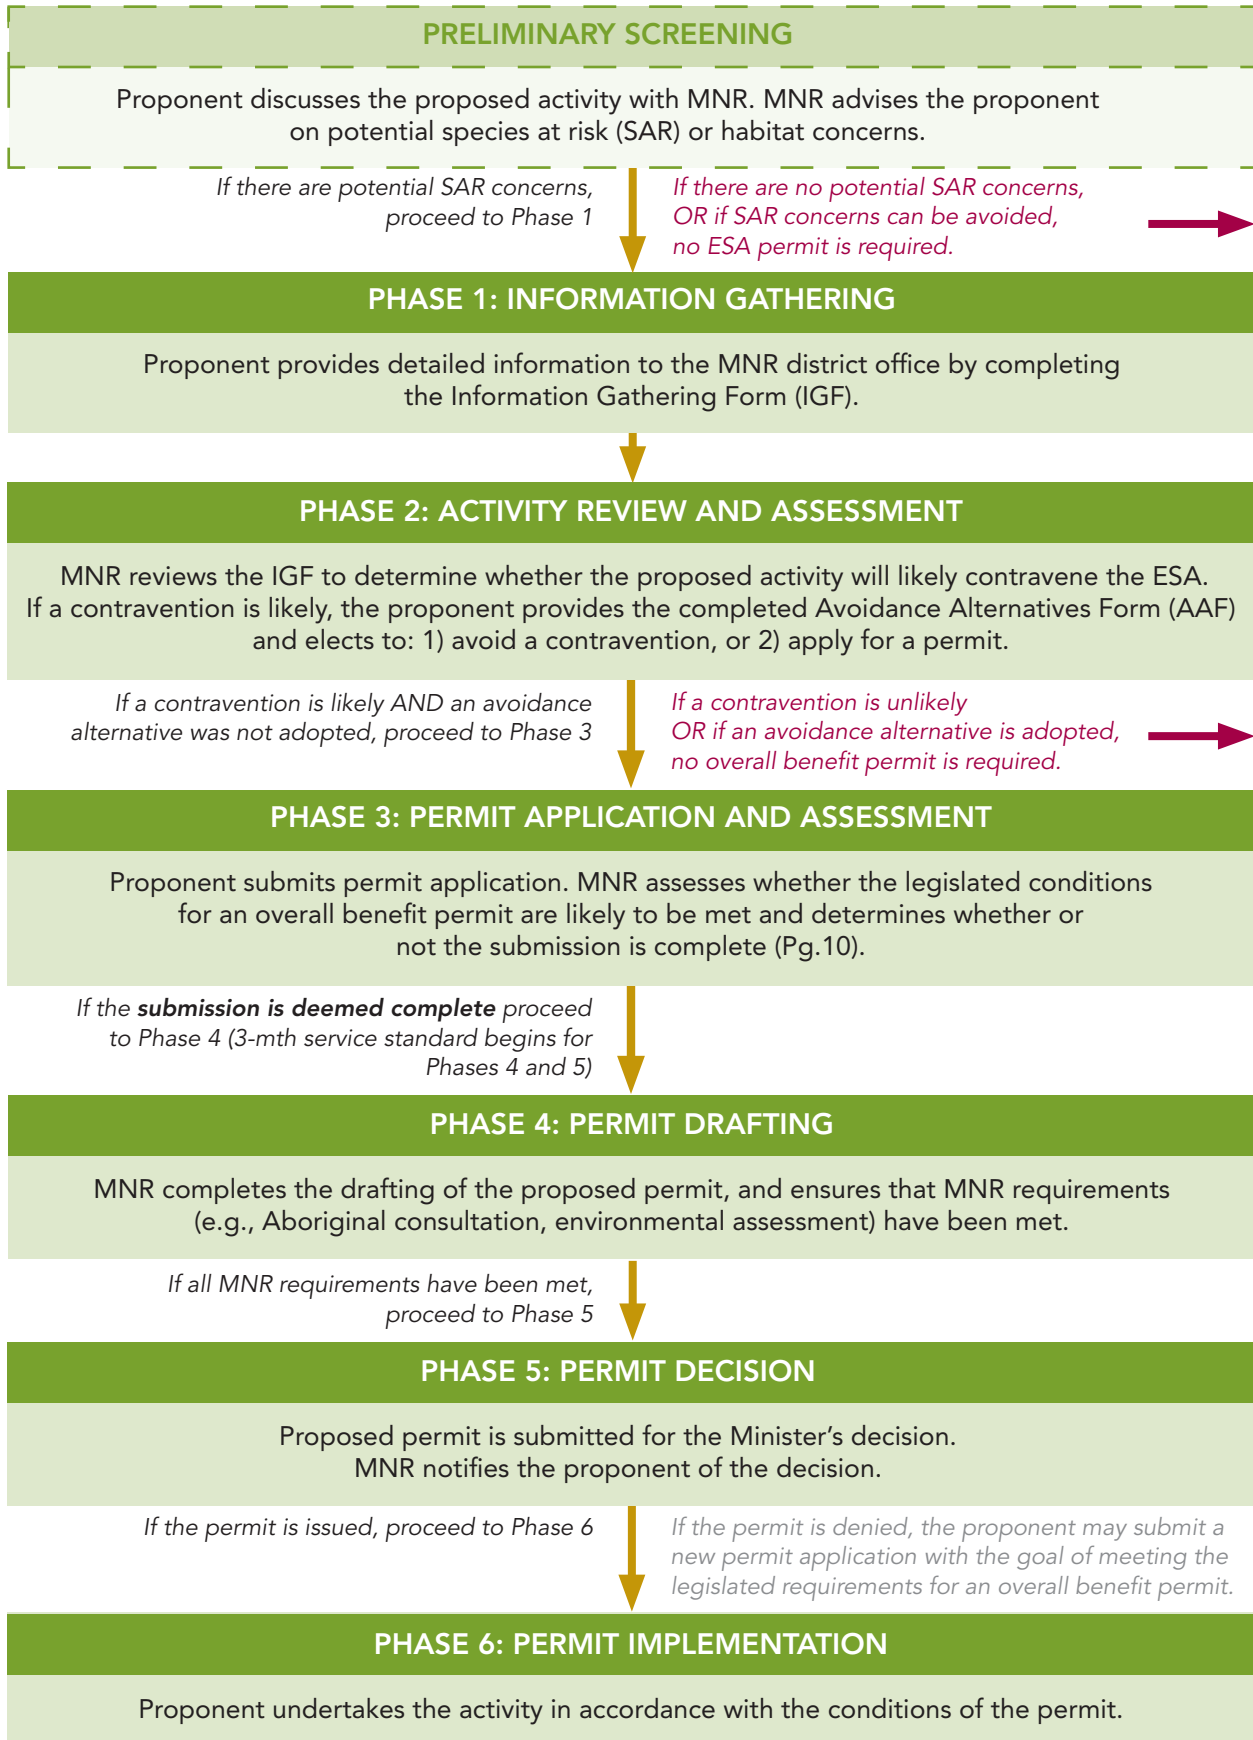 PRELIMINARY SCREENING
Proponent discusses the proposed activity with MNR. MNR advises the proponent
on potential species at risk (SAR) or habitat concerns.
If there are potential SAR concerns,
proceed to Phase 1
If there are no potential SAR concerns,
OR if SAR concerns can be avoided,
no ESA permit is required.
PHASE 1: INFORMATION GATHERING
Proponent provides detailed information to the MNR district office by completing
the Information Gathering Form (IGF).
PHASE 2: ACTIVITY REVIEW AND ASSESSMENT
MNR reviews the IGF to determine whether the proposed activity will likely contravene the ESA.
If a contravention is likely, the proponent provides the completed Avoidance Alternatives Form (AAF)
and elects to: 1) avoid a contravention, or 2) apply for a permit.
If a contravention is likely AND an avoidance
alternative was not adopted, proceed to Phase 3
If a contravention is unlikely
OR if an avoidance alternative is adopted,
no overall benefit permit is required.
PHASE 3: PERMIT APPLICATION AND ASSESSMENT
Proponent submits permit application. MNR assesses whether the legislated conditions
for an overall benefit permit are likely to be met and determines whether or
not the submission is complete (Pg.10).
If the submission is deemed complete proceed
to Phase 4 (3-mth service standard begins for
Phases 4 and 5)
PHASE 4: PERMIT DRAFTING
MNR completes the drafting of the proposed permit, and ensures that MNR requirements
(e.g., Aboriginal consultation, environmental assessment) have been met.
If all MNR requirements have been met,
proceed to Phase 5
PHASE 5: PERMIT DECISION
Proposed permit is submitted for the Minister’s decision.
MNR notifies the proponent of the decision.
If the permit is issued, proceed to Phase 6
If the permit is denied, the proponent may submit a
new permit application with the goal of meeting the
legislated requirements for an overall benefit permit.
PHASE 6: PERMIT IMPLEMENTATION
Proponent undertakes the activity in accordance with the conditions of the permit.